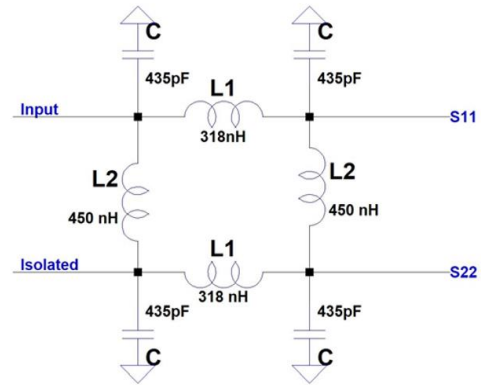 C C
435pF 435pF
L1
Input S11
318nH
L2 L2
450 nH 450 nH
L1
Isolated S22
318 nH
435pF 435pF
C C